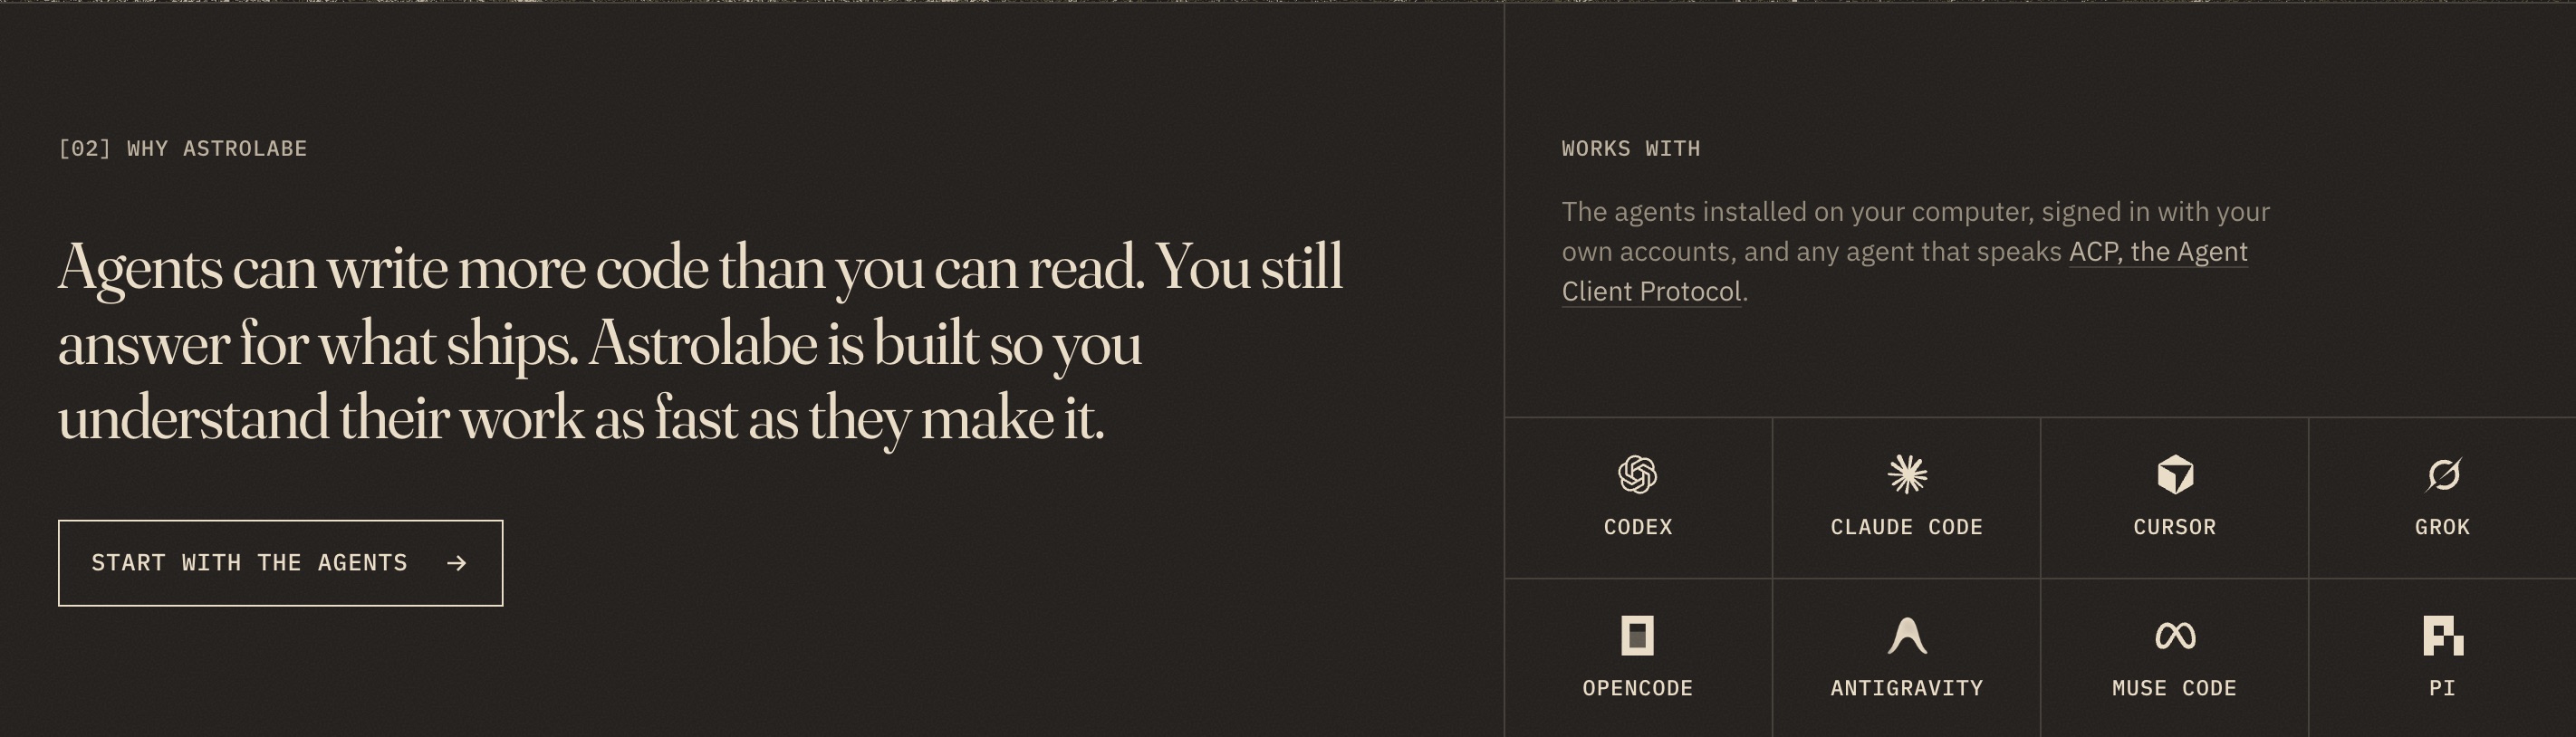 [02] WHY ASTROLABE
Agents can write more code than you can read. You still
answer for what ships. Astrolabe is built so you
understand their work as fast as they make it.
START WITH THE AGENTS →
WORKS WITH
The agents installed on your computer, signed in with your
own accounts, and any agent that speaks ACP, the Agent
Client Protocol.
CODEX
CLAUDE CODE
CURSOR
GROK
OPENCODE
ANTIGRAVITY
MUSE CODE
PI